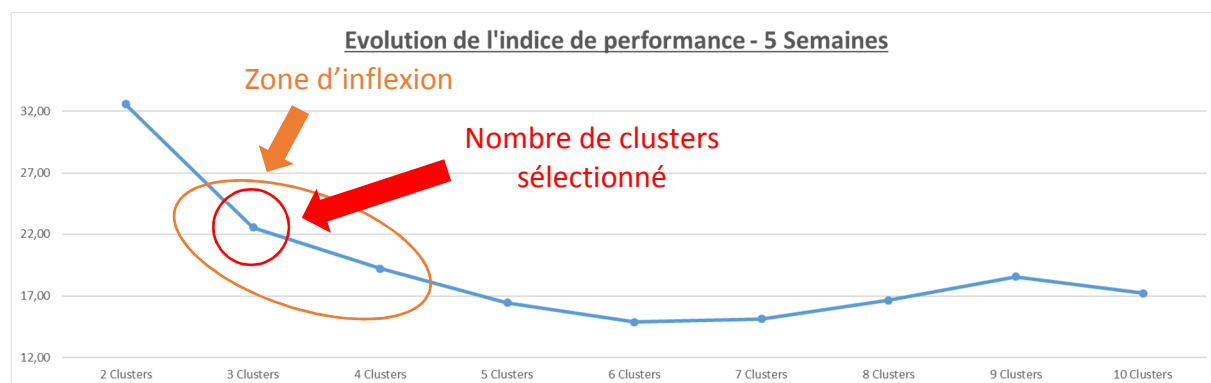 Evolution de l'indice de performance - 5 Semaines
Zone d’inflexion
Nombre de clusters
sélectionné
32,00
27,00
22,00
17,00
12,00
2 Clusters
3 Clusters
4 Clusters
5 Clusters
6 Clusters
7 Clusters
8 Clusters
9 Clusters
10 Clusters